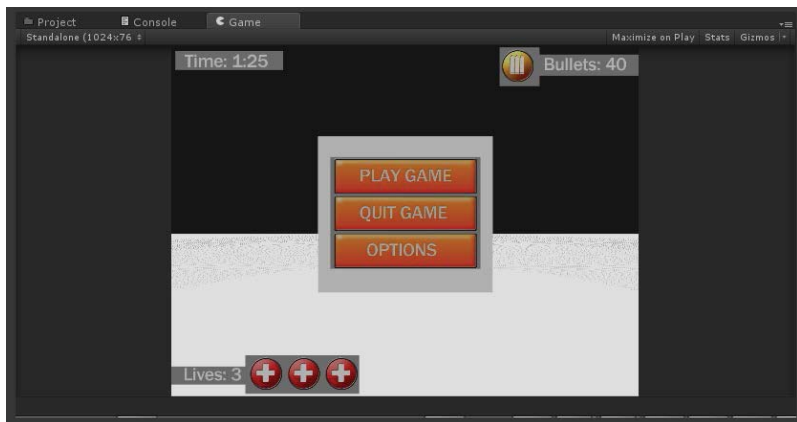 Project Console Game
Standalone (1024x76 Maximize on Play Stats Gizmos
Time: 1:25 Bullets: 40
PLAY GAME
QUIT GAME
OPTIONS
Lives: 3